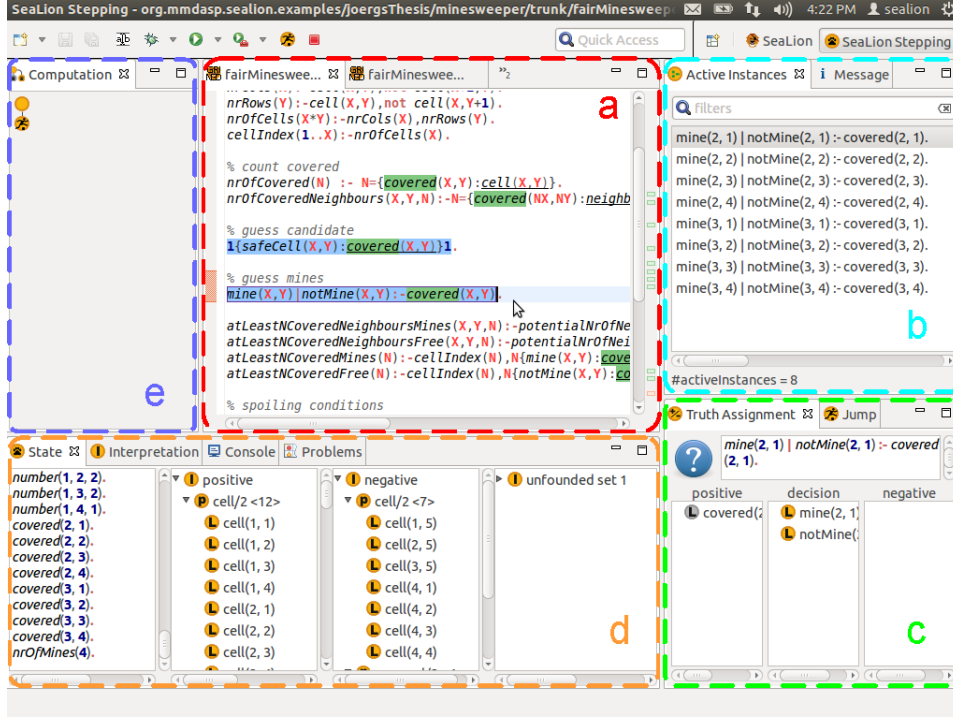 SeaLion Stepping - org.mmdasp.sealion.examples/joergsThesis/minesweeper/trunk/fairMinesweep
4:22 PM sealion
Quick Access
SeaLion SeaLion Stepping
Computation
fairMineswee... fairMineswee... »2
Active Instances Message
nrRows(Y):-cell(X,Y),not cell(X,Y+1).
nrOfCells(X*Y):-nrCols(X),nrRows(Y).
cellIndex(1..X):-nrOfCells(X).
% count covered
nrOfCovered(N) :- N={covered(X,Y):cell(X,Y)}.
nrOfCoveredNeighbours(X,Y,N):-N={covered(NX,NY):neighb
% guess candidate
1{safeCell(X,Y):covered(X,Y)}1.
% guess mines
mine(X,Y)|notMine(X,Y):-covered(X,Y).
atLeastNCoveredNeighboursMines(X,Y,N):-potentialNrOfNe
atLeastNCoveredNeighboursFree(X,Y,N):-potentialNrOfNei
atLeastNCoveredMines(N):-cellIndex(N),N{mine(X,Y):cove
atLeastNCoveredFree(N):-cellIndex(N),N{notMine(X,Y):co
% spoiling conditions
a
filters
mine(2, 1) | notMine(2, 1) :- covered(2, 1).
mine(2, 2) | notMine(2, 2) :- covered(2, 2).
mine(2, 3) | notMine(2, 3) :- covered(2, 3).
mine(2, 4) | notMine(2, 4) :- covered(2, 4).
mine(3, 1) | notMine(3, 1) :- covered(3, 1).
mine(3, 2) | notMine(3, 2) :- covered(3, 2).
mine(3, 3) | notMine(3, 3) :- covered(3, 3).
mine(3, 4) | notMine(3, 4) :- covered(3, 4).
b
#activeInstances = 8
e
State Interpretation Console Problems
number(1, 2, 2).
number(1, 3, 2).
number(1, 4, 1).
covered(2, 1).
covered(2, 2).
covered(2, 3).
covered(2, 4).
covered(3, 1).
covered(3, 2).
covered(3, 3).
covered(3, 4).
nrOfMines(4).
positive
cell/2 <12>
cell(1, 1)
cell(1, 2)
cell(1, 3)
cell(1, 4)
cell(2, 1)
cell(2, 2)
cell(2, 3)
negative
cell/2 <7>
cell(1, 5)
cell(2, 5)
cell(3, 5)
cell(4, 1)
cell(4, 2)
cell(4, 3)
cell(4, 4)
unfounded set 1
d
Truth Assignment Jump
mine(2, 1) | notMine(2, 1) :- covered
(2, 1).
positive decision negative
covered(2 mine(2, 1)
notMine(
c